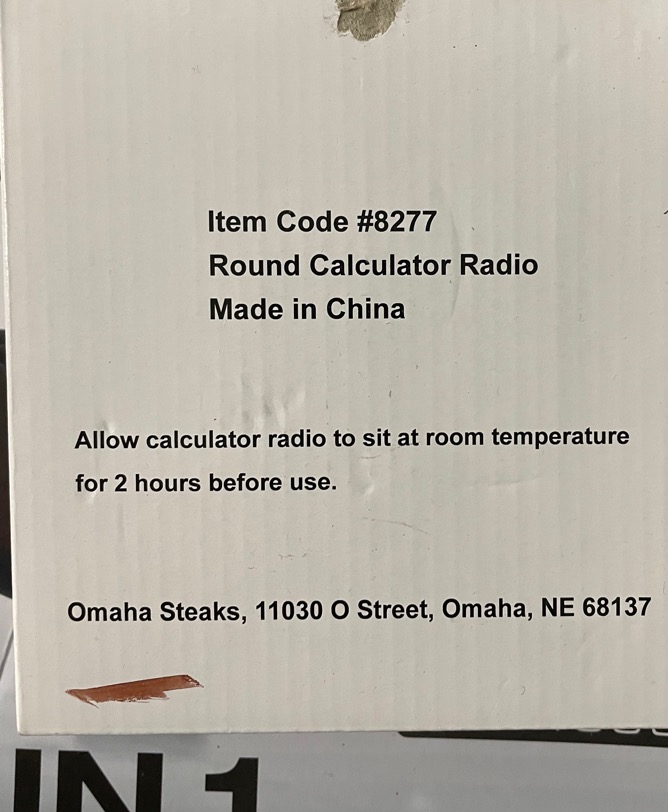 Item Code #8277
Round Calculator Radio
Made in China
Allow calculator radio to sit at room temperature
for 2 hours before use.
Omaha Steaks, 11030 O Street, Omaha, NE 68137
IN 1